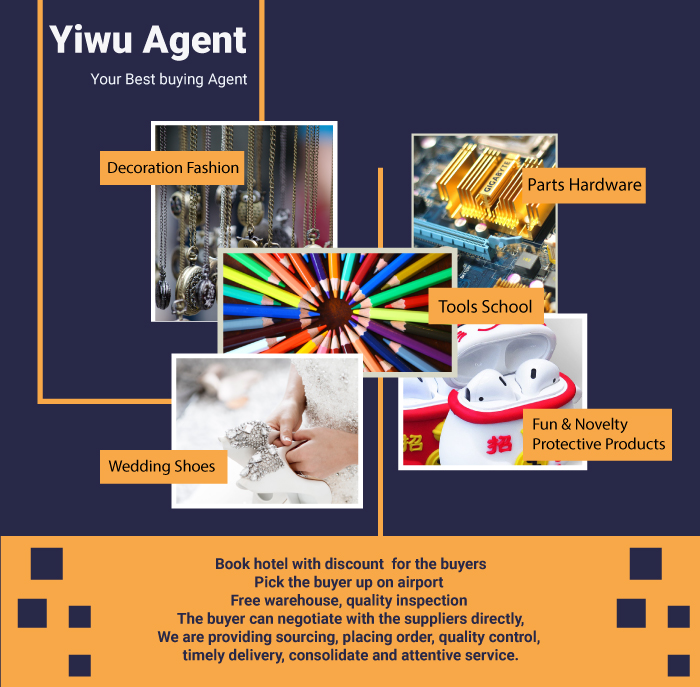 Yiwu Agent
Your Best buying Agent
Decoration Fashion
GIGABYTE
Parts Hardware
Tools School
招
招
Fun & Novelty
Protective Products
Wedding Shoes
Book hotel with discount for the buyers
Pick the buyer up on airport
Free warehouse, quality inspection
The buyer can negotiate with the suppliers directly,
We are providing sourcing, placing order, quality control,
timely delivery, consolidate and attentive service.